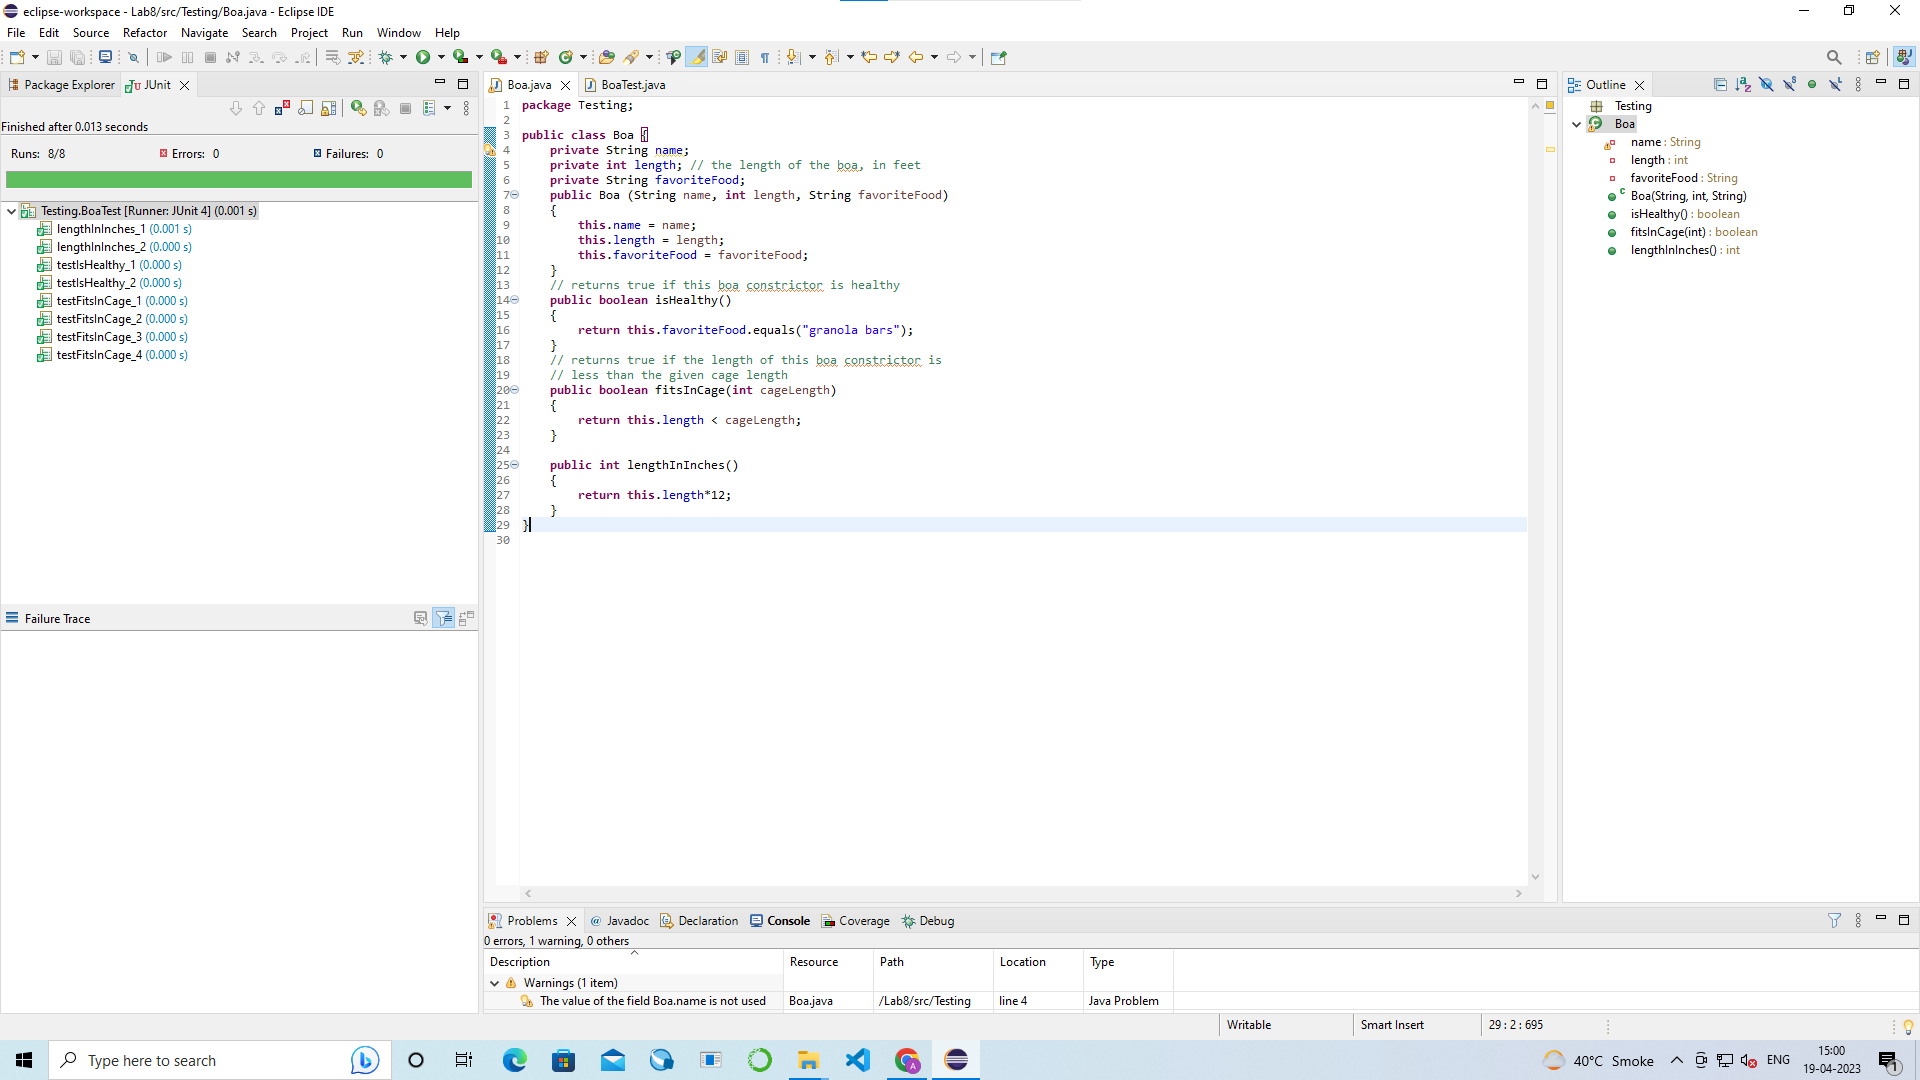 eclipse-workspace - Lab8/src/Testing/Boa.java - Eclipse IDE
File Edit Source Refactor Navigate Search Project Run Window Help
Package Explorer JUnit
Finished after 0.013 seconds
Runs: 8/8 Errors: 0 Failures: 0
Testing.BoaTest [Runner: JUnit 4] (0.001 s)
lengthInInches_1 (0.001 s)
lengthInInches_2 (0.000 s)
testIsHealthy_1 (0.000 s)
testIsHealthy_2 (0.000 s)
testFitsInCage_1 (0.000 s)
testFitsInCage_2 (0.000 s)
testFitsInCage_3 (0.000 s)
testFitsInCage_4 (0.000 s)
Failure Trace
Boa.java BoaTest.java
1 package Testing;
2
3 public class Boa {
4 private String name;
5 private int length; // the length of the boa, in feet
6 private String favoriteFood;
7 public Boa (String name, int length, String favoriteFood)
8 {
9 this.name = name;
10 this.length = length;
11 this.favoriteFood = favoriteFood;
12 }
13 // returns true if this boa constrictor is healthy
14 public boolean isHealthy()
15 {
16 return this.favoriteFood.equals("granola bars");
17 }
18 // returns true if the length of this boa constrictor is
19 // less than the given cage length
20 public boolean fitsInCage(int cageLength)
21 {
22 return this.length < cageLength;
23 }
24
25 public int lengthInInches()
26 {
27 return this.length*12;
28 }
29 }
30
Outline
Testing
Boa
name : String
length : int
favoriteFood : String
Boa(String, int, String)
isHealthy() : boolean
fitsInCage(int) : boolean
lengthInInches() : int
Problems Javadoc Declaration Console Coverage Debug
0 errors, 1 warning, 0 others
Description Resource Path Location Type
Warnings (1 item)
The value of the field Boa.name is not used Boa.java /Lab8/src/Testing line 4 Java Problem
Writable Smart Insert 29 : 2 : 695
Type here to search
40°C Smoke ENG
15:00
19-04-2023
1